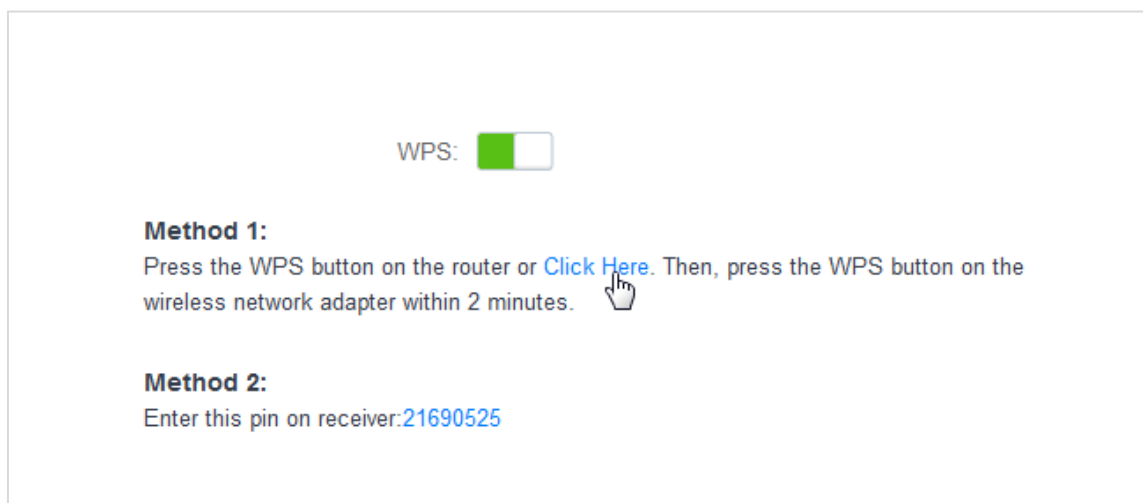 WPS:
Method 1:
Press the WPS button on the router or Click Here. Then, press the WPS button on the
wireless network adapter within 2 minutes.
Method 2:
Enter this pin on receiver:21690525